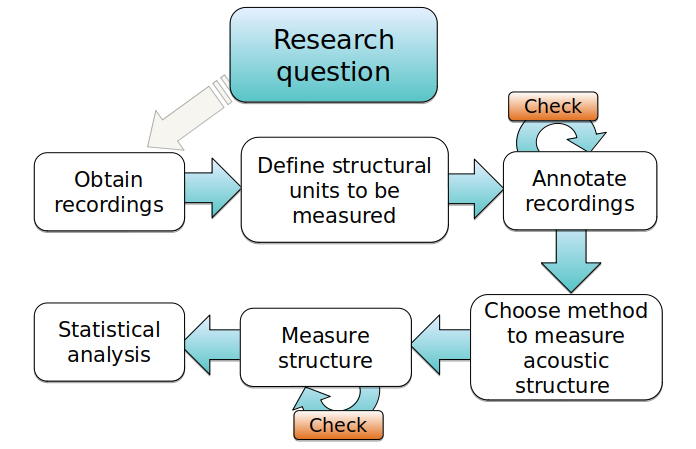 Research
question
Check
Obtain
recordings
Define structural
units to be
measured
Annotate
recordings
Choose method
to measure
acoustic
structure
Measure
structure
Statistical
analysis
Check